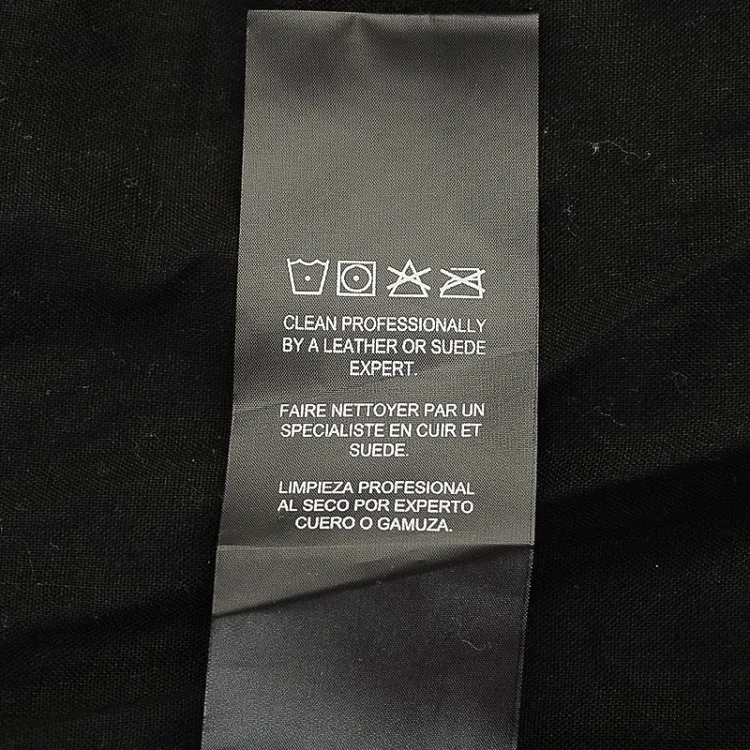 CLEAN PROFESSIONALLY
BY A LEATHER OR SUEDE
EXPERT.
FAIRE NETTOYER PAR UN
SPECIALISTE EN CUIR ET
SUEDE.
LIMPIEZA PROFESIONAL
AL SECO POR EXPERTO
CUERO O GAMUZA.